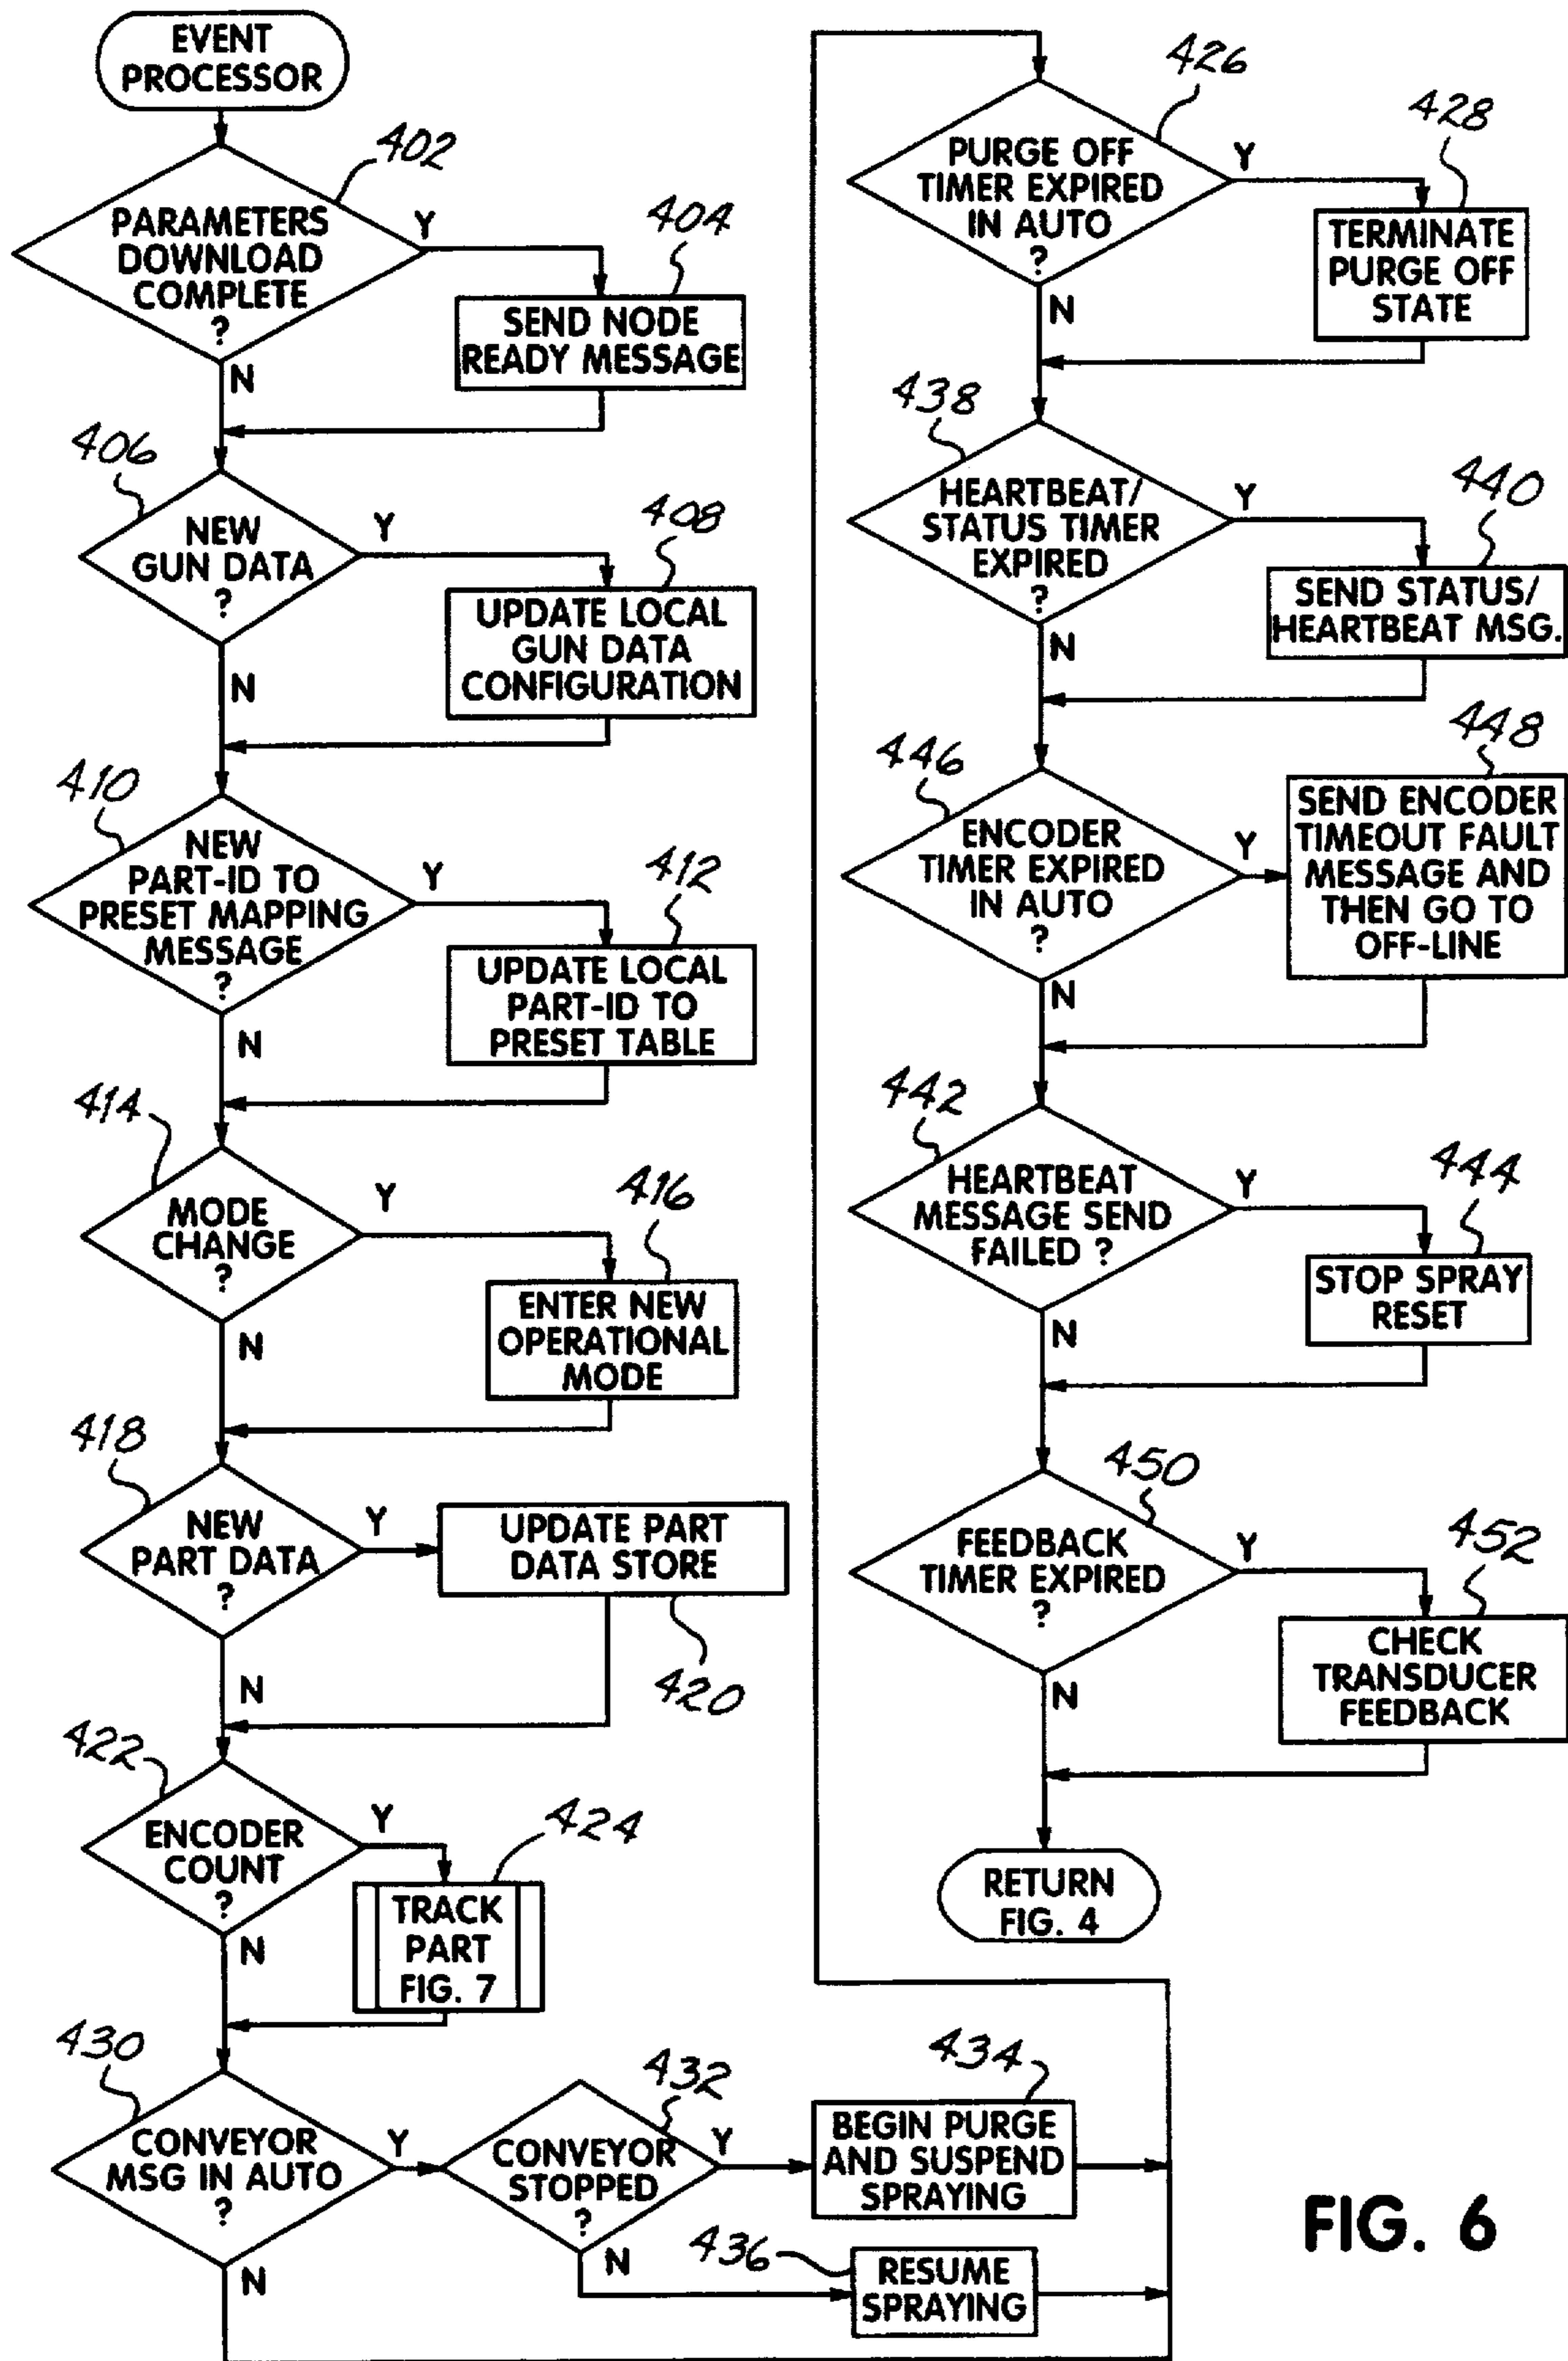 EVENT
PROCESSOR
402
PARAMETERS
DOWNLOAD
COMPLETE
?
Y
N
404
SEND NODE
READY MESSAGE
406
NEW
GUN DATA
?
Y
N
408
UPDATE LOCAL
GUN DATA
CONFIGURATION
410
NEW
PART-ID TO
PRESET MAPPING
MESSAGE
?
Y
N
412
UPDATE LOCAL
PART-ID TO
PRESET TABLE
414
MODE
CHANGE
?
Y
N
416
ENTER NEW
OPERATIONAL
MODE
418
NEW
PART DATA
?
Y
N
UPDATE PART
DATA STORE
420
422
ENCODER
COUNT
?
Y
N
424
TRACK
PART
FIG. 7
430
CONVEYOR
MSG IN AUTO
?
Y
N
432
CONVEYOR
STOPPED
?
Y
N
434
BEGIN PURGE
AND SUSPEND
SPRAYING
436
RESUME
SPRAYING
426
PURGE OFF
TIMER EXPIRED
IN AUTO
?
Y
N
428
TERMINATE
PURGE OFF
STATE
438
HEARTBEAT/
STATUS TIMER
EXPIRED
?
Y
N
440
SEND STATUS/
HEARTBEAT MSG.
446
ENCODER
TIMER EXPIRED
IN AUTO
?
Y
N
448
SEND ENCODER
TIMEOUT FAULT
MESSAGE AND
THEN GO TO
OFF-LINE
442
HEARTBEAT
MESSAGE SEND
FAILED ?
Y
N
444
STOP SPRAY
RESET
450
FEEDBACK
TIMER EXPIRED
?
Y
N
452
CHECK
TRANSDUCER
FEEDBACK
RETURN
FIG. 4
FIG. 6